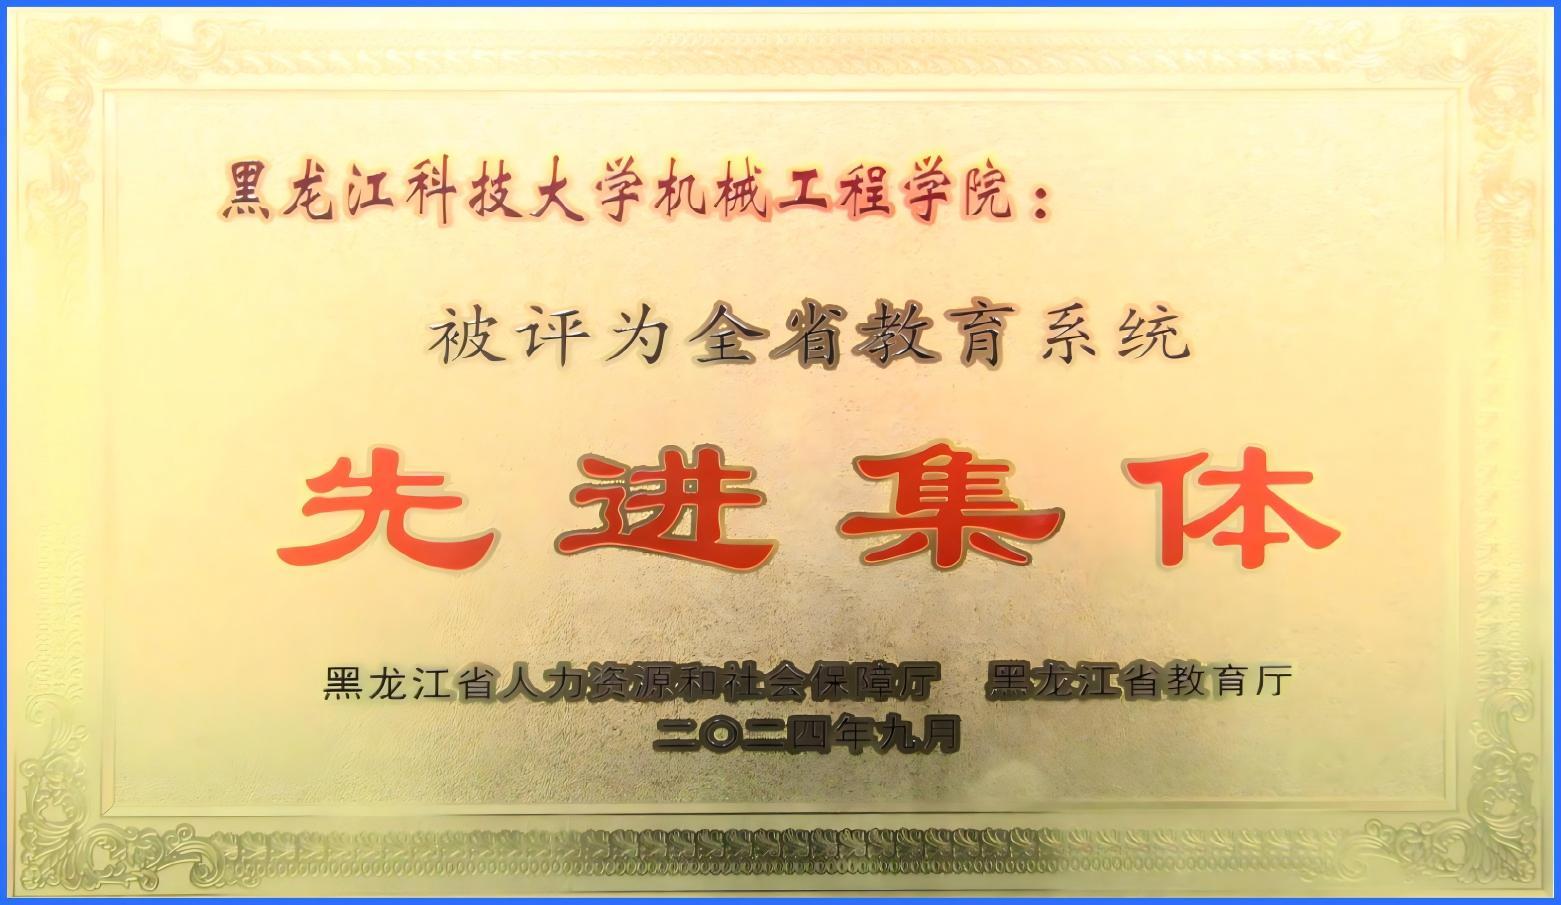 黑龙江科技大学机械工程学院：
被评为全省教育系统
先进集体
黑龙江省人力资源和社会保障厅 黑龙江省教育厅
二〇二四年九月